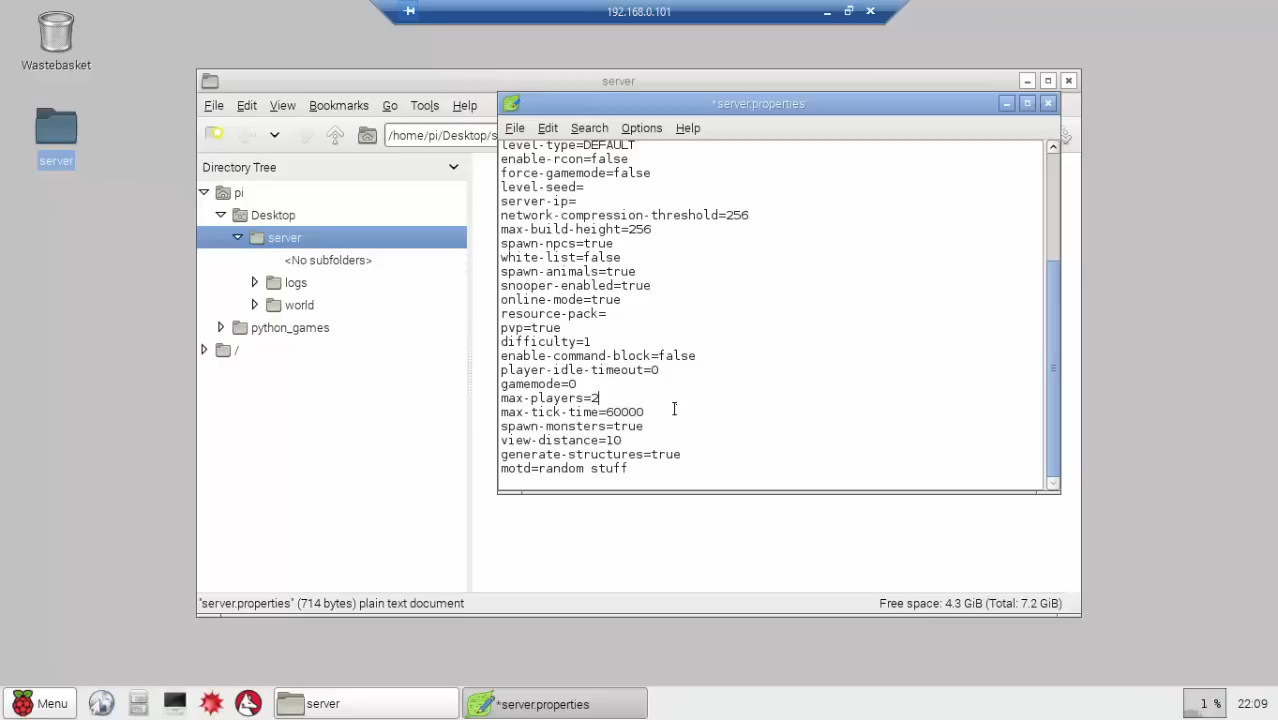 192.168.0.101
Wastebasket
server
server
File Edit View Bookmarks Go Tools Help
/home/pi/Desktop/s
Directory Tree
pi
Desktop
server
<No subfolders>
logs
world
python_games
/
*server.properties
File Edit Search Options Help
level-type=DEFAULT
enable-rcon=false
force-gamemode=false
level-seed=
server-ip=
network-compression-threshold=256
max-build-height=256
spawn-npcs=true
white-list=false
spawn-animals=true
snooper-enabled=true
online-mode=true
resource-pack=
pvp=true
difficulty=1
enable-command-block=false
player-idle-timeout=0
gamemode=0
max-players=2
max-tick-time=60000
spawn-monsters=true
view-distance=10
generate-structures=true
motd=random stuff
"server.properties" (714 bytes) plain text document
Free space: 4.3 GiB (Total: 7.2 GiB)
Menu
server
*server.properties
1 %
22:09